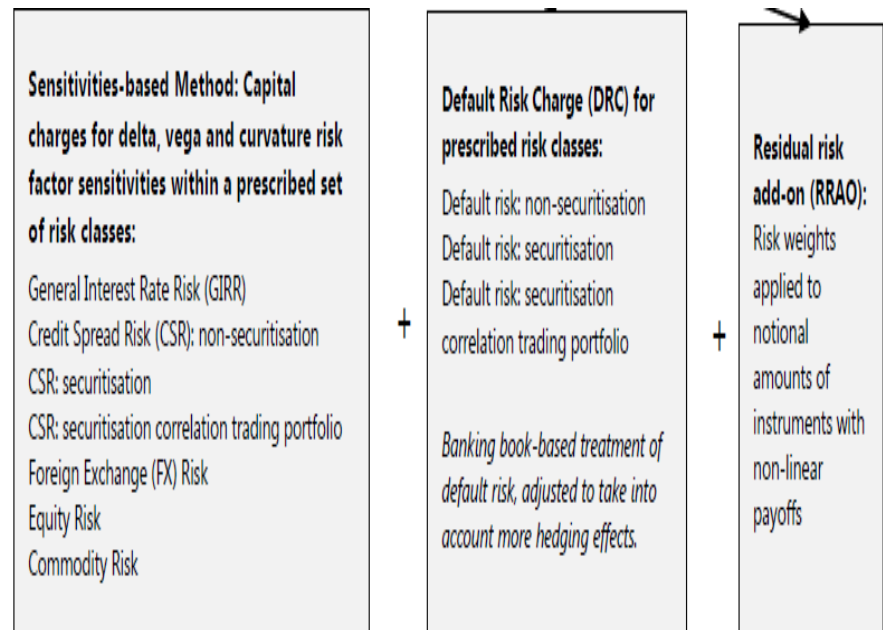 Sensitivities-based Method: Capital
charges for delta, vega and curvature risk
factor sensitivities within a prescribed set
of risk classes:
General Interest Rate Risk (GIRR)
Credit Spread Risk (CSR): non-securitisation
CSR: securitisation
CSR: securitisation correlation trading portfolio
Foreign Exchange (FX) Risk
Equity Risk
Commodity Risk
+
Default Risk Charge (DRC) for
prescribed risk classes:
Default risk: non-securitisation
Default risk: securitisation
Default risk: securitisation
correlation trading portfolio
Banking book-based treatment of
default risk, adjusted to take into
account more hedging effects.
+
Residual risk
add-on (RRAO):
Risk weights
applied to
notional
amounts of
instruments with
non-linear
payoffs